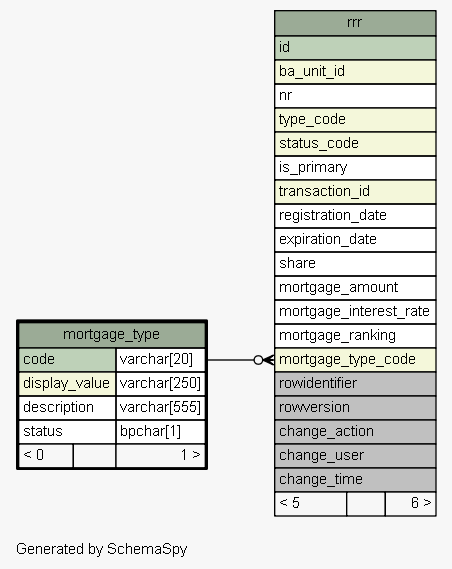 rrr
id
ba_unit_id
nr
type_code
status_code
is_primary
transaction_id
registration_date
expiration_date
share
mortgage_amount
mortgage_interest_rate
mortgage_ranking
mortgage_type_code
rowidentifier
rowversion
change_action
change_user
change_time
< 5 6 >
mortgage_type
code varchar[20]
display_value varchar[250]
description varchar[555]
status bpchar[1]
< 0 1 >
Generated by SchemaSpy